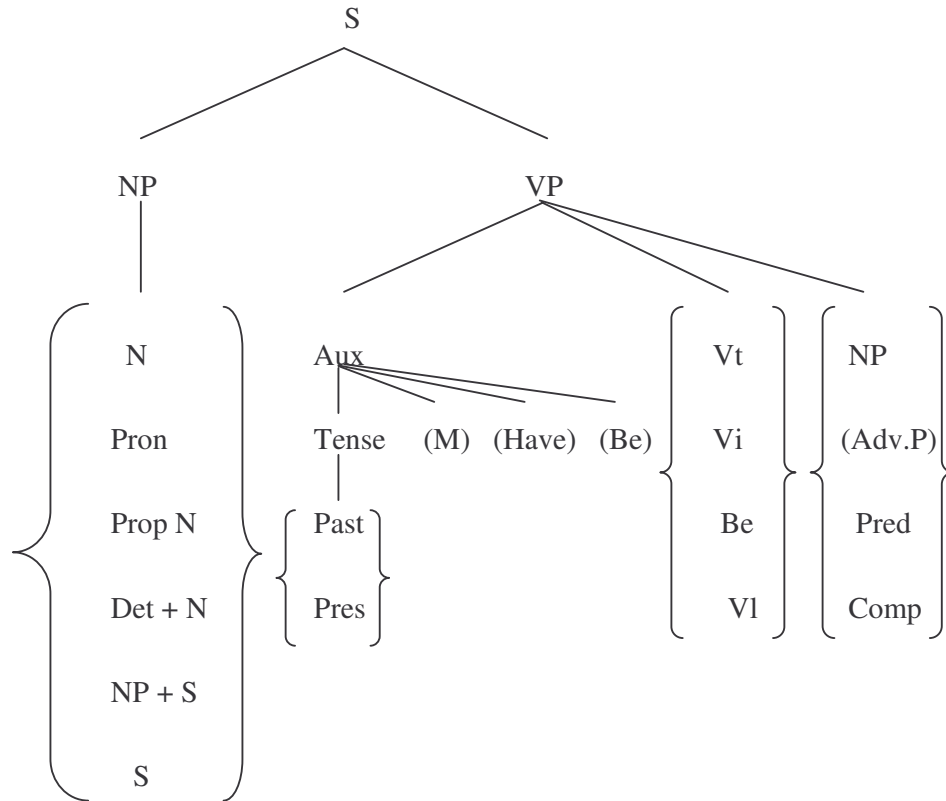 S
NP VP
N Aux Vt NP
Pron Tense (M) (Have) (Be) Vi (Adv.P)
Prop N Past Be Pred
Det + N Pres Vl Comp
NP + S
S